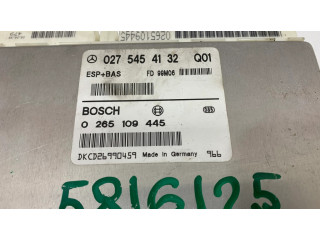 0265109445
027 545 41 32 Q01
ESP+BAS FD 99M06
BOSCH
0 265 109 445
DKCD26990459 Made in Germany 966
5816125